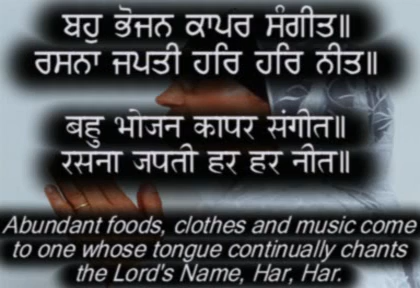 ਬਹੁ ਭੋਜਨ ਕਾਪਰ ਸੰਗੀਤ॥
ਰਸਨਾ ਜਪਤੀ ਹਰਿ ਹਰਿ ਨੀਤ॥
बहु भोजन कापर संगीत॥
रसना जपती हर हर नीत॥
Abundant foods, clothes and music come
to one whose tongue continually chants
the Lord's Name, Har, Har.